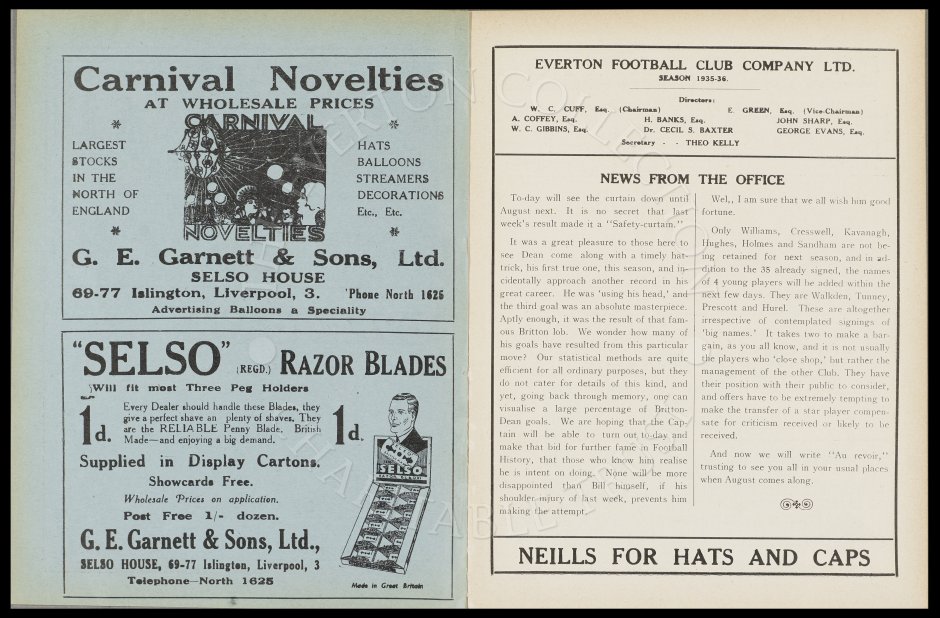 Carnival Novelties
AT WHOLESALE PRICES
LARGEST
STOCKS
IN THE
NORTH OF
ENGLAND
CARNIVAL
NOVELTIES
HATS
BALLOONS
STREAMERS
DECORATIONS
Etc., Etc.
G. E. Garnett & Sons, Ltd.
SELSO HOUSE
69-77 Islington, Liverpool, 3. 'Phone North 1625
Advertising Balloons a Speciality
"SELSO" (REGD.) RAZOR BLADES
Will fit most Three Peg Holders
1d.
Every Dealer should handle these Blades, they
give a perfect shave an plenty of shaves. They
are the RELIABLE Penny Blade, British
Made—and enjoying a big demand.
1d.
Supplied in Display Cartons.
Showcards Free.
Wholesale Prices on application.
Post Free 1/- dozen.
G. E. Garnett & Sons, Ltd.,
SELSO HOUSE, 69-77 Islington, Liverpool, 3
Telephone—North 1625
SELSO
RAZOR BLADES
Made in Great Britain
EVERTON FOOTBALL CLUB COMPANY LTD.
SEASON 1935-36.
Directors:
W. C. CUFF, Esq. (Chairman) E. GREEN, Esq. (Vice-Chairman)
A. COFFEY, Esq. H. BANKS, Esq. JOHN SHARP, Esq.
W. C. GIBBINS, Esq. Dr. CECIL S. BAXTER GEORGE EVANS, Esq.
Secretary - - THEO KELLY
NEWS FROM THE OFFICE
To-day will see the curtain down until
August next. It is no secret that last
week's result made it a "Safety-curtain."
It was a great pleasure to those here to
see Dean come along with a timely hat-
trick, his first true one, this season, and in-
cidentally approach another record in his
great career. He was 'using his head,' and
the third goal was an absolute masterpiece.
Aptly enough, it was the result of that fam-
ous Britton lob. We wonder how many of
his goals have resulted from this particular
move? Our statistical methods are quite
efficient for all ordinary purposes, but they
do not cater for details of this kind, and
yet, going back through memory, one can
visualise a large percentage of Britton-
Dean goals. We are hoping that the Cap-
tain will be able to turn out to-day and
make that bid for further fame in Football
History, that those who know him realise
he is intent on doing. None will be more
disappointed than Bill himself, if his
shoulder injury of last week, prevents him
making the attempt.
Wel,, I am sure that we all wish him good
fortune.
Only Williams, Cresswell, Kavanagh,
Hughes, Holmes and Sandham are not be-
ing retained for next season, and in ad-
dition to the 35 already signed, the names
of 4 young players will be added within the
next few days. They are Walkden, Tunney,
Prescott and Hurel. These are altogether
irrespective of contemplated signings of
'big names.' It takes two to make a bar-
gain, as you all know, and it is not usually
the players who 'close shop,' but rather the
management of the other Club. They have
their position with their public to consider,
and offers have to be extremely tempting to
make the transfer of a star player compen-
sate for criticism received or likely to be
received.
And now we will write "Au revoir,"
trusting to see you all in your usual places
when August comes along.
NEILLS FOR HATS AND CAPS